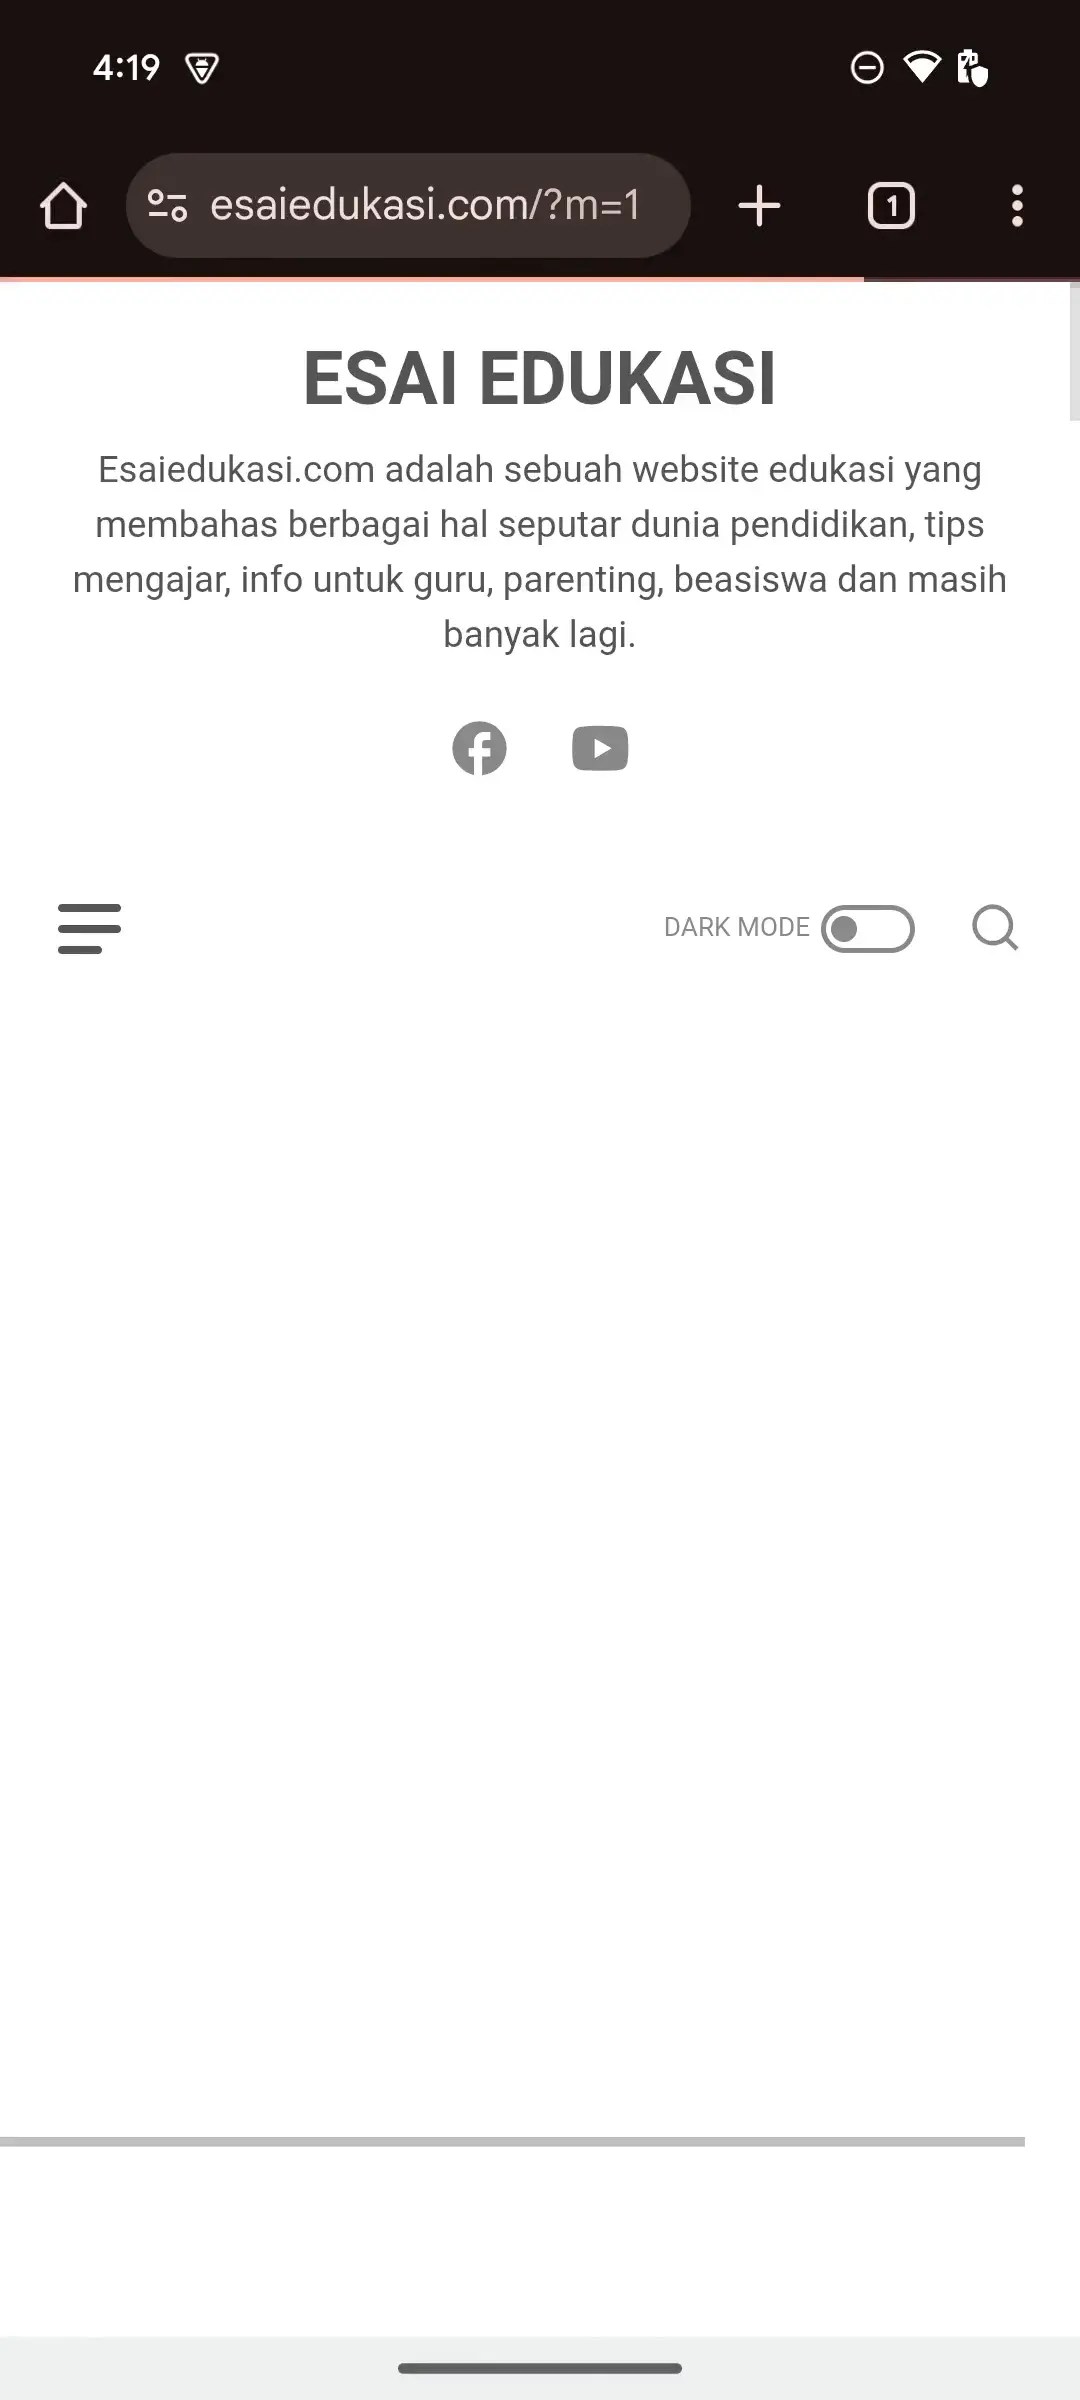 4:19
esaiedukasi.com/?m=1
1
ESAI EDUKASI
Esaiedukasi.com adalah sebuah website edukasi yang
membahas berbagai hal seputar dunia pendidikan, tips
mengajar, info untuk guru, parenting, beasiswa dan masih
banyak lagi.
DARK MODE